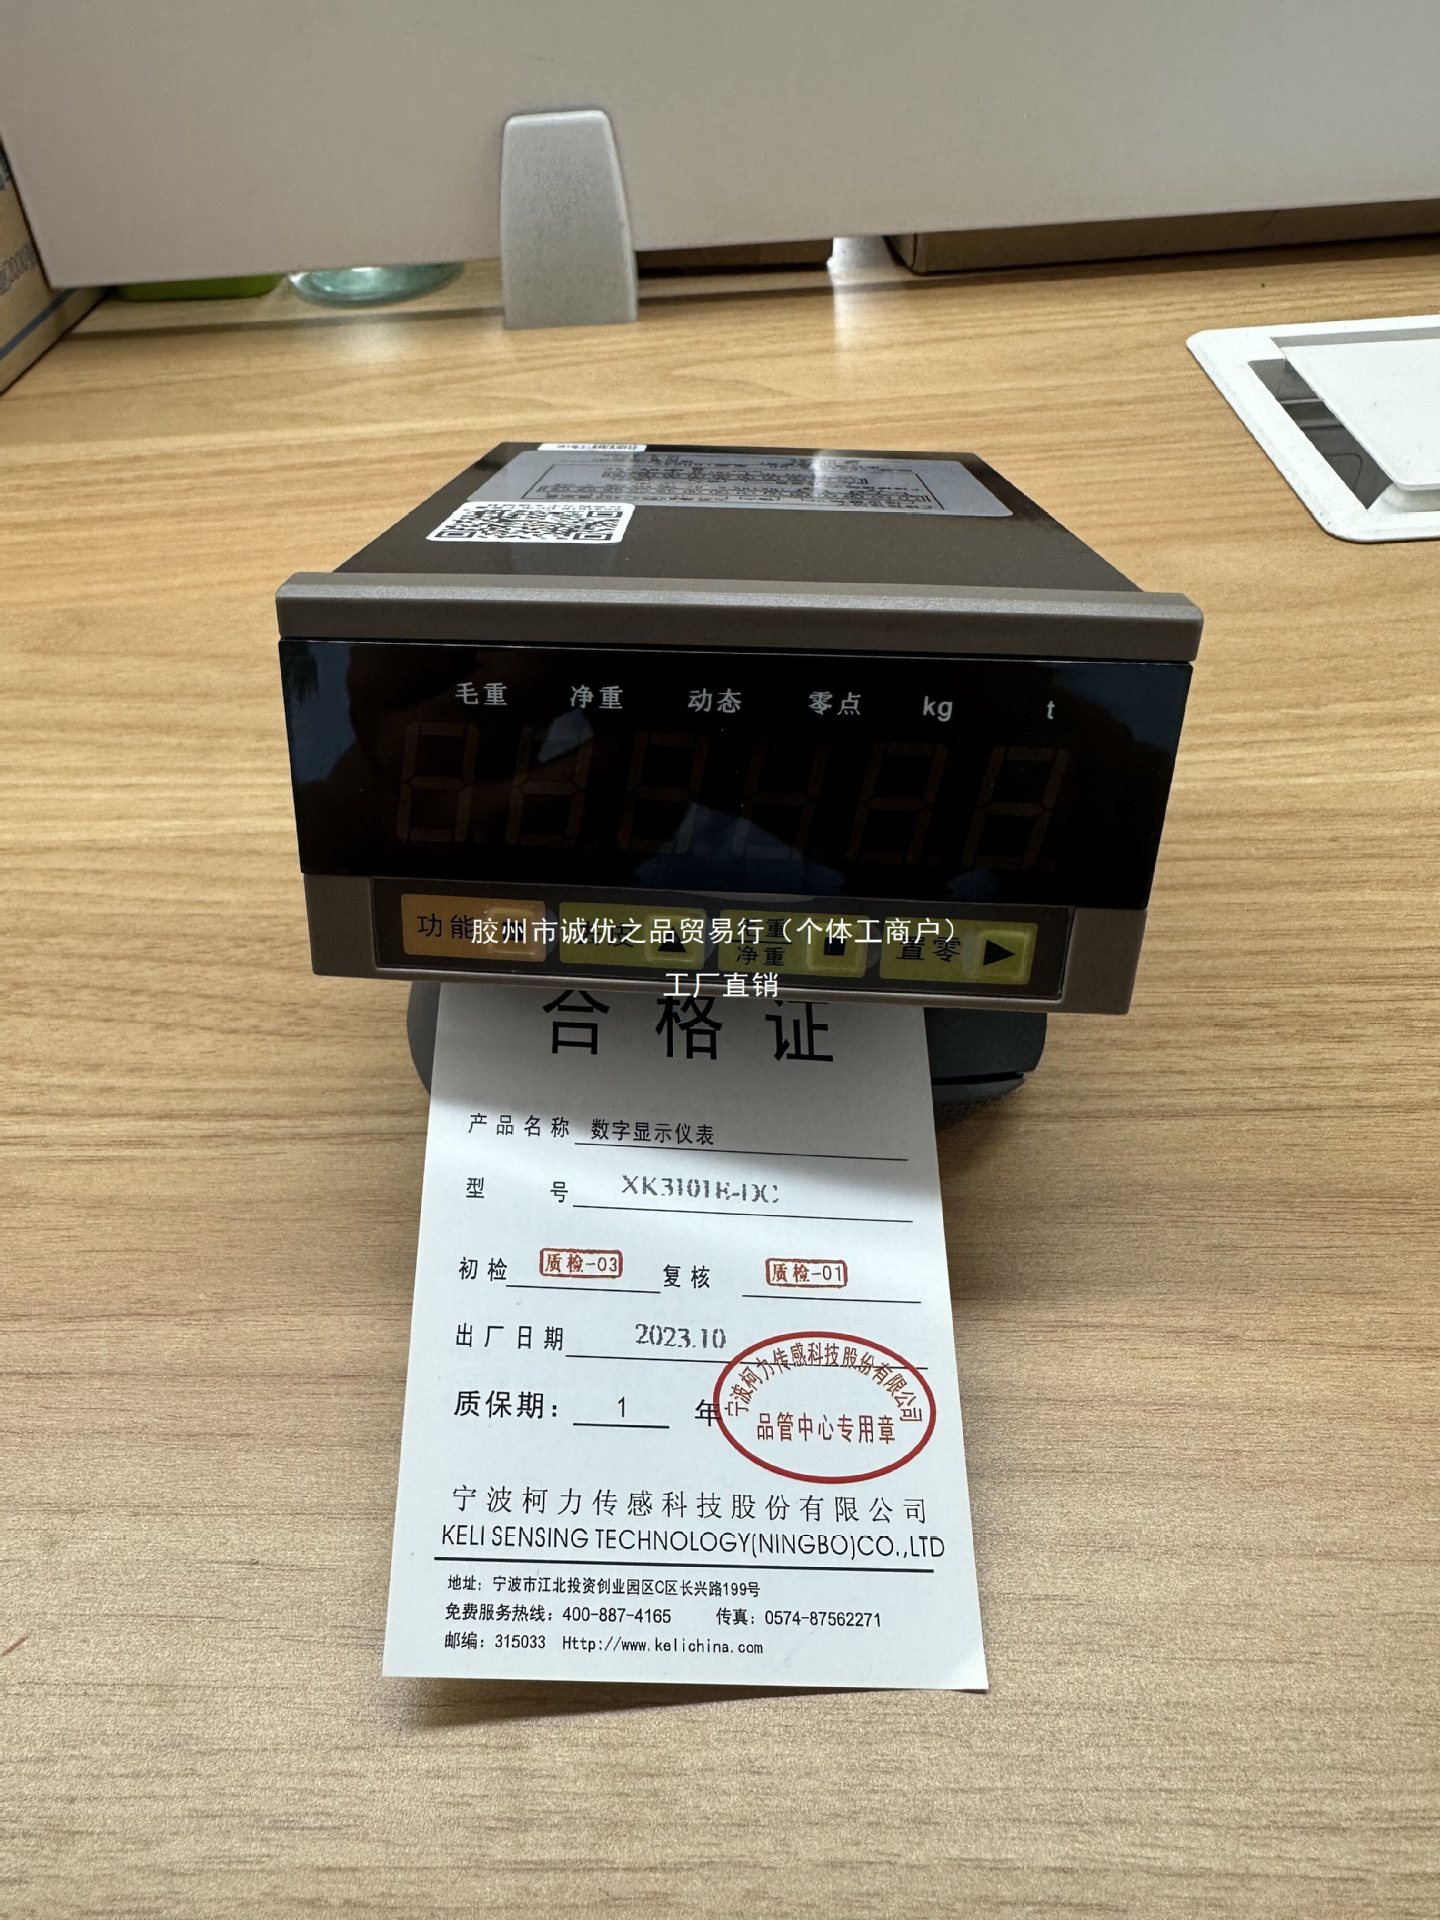 毛重 净重 动态 零点 kg t
功能
胶州市诚优之品贸易行（个体工商户）
净重
置零
工厂直销
合格证
产品名称 数字显示仪表
型号 XK3101E-DC
初检 质检-03 复核 质检-01
出厂日期 2023.10
质保期： 1 年
宁波柯力传感科技股份有限公司
品管中心专用章
宁波柯力传感科技股份有限公司
KELI SENSING TECHNOLOGY(NINGBO)CO.,LTD
地址：宁波市江北投资创业园区C区长兴路199号
免费服务热线：400-887-4165 传真：0574-87562271
邮编：315033 Http://www.kelichina.com